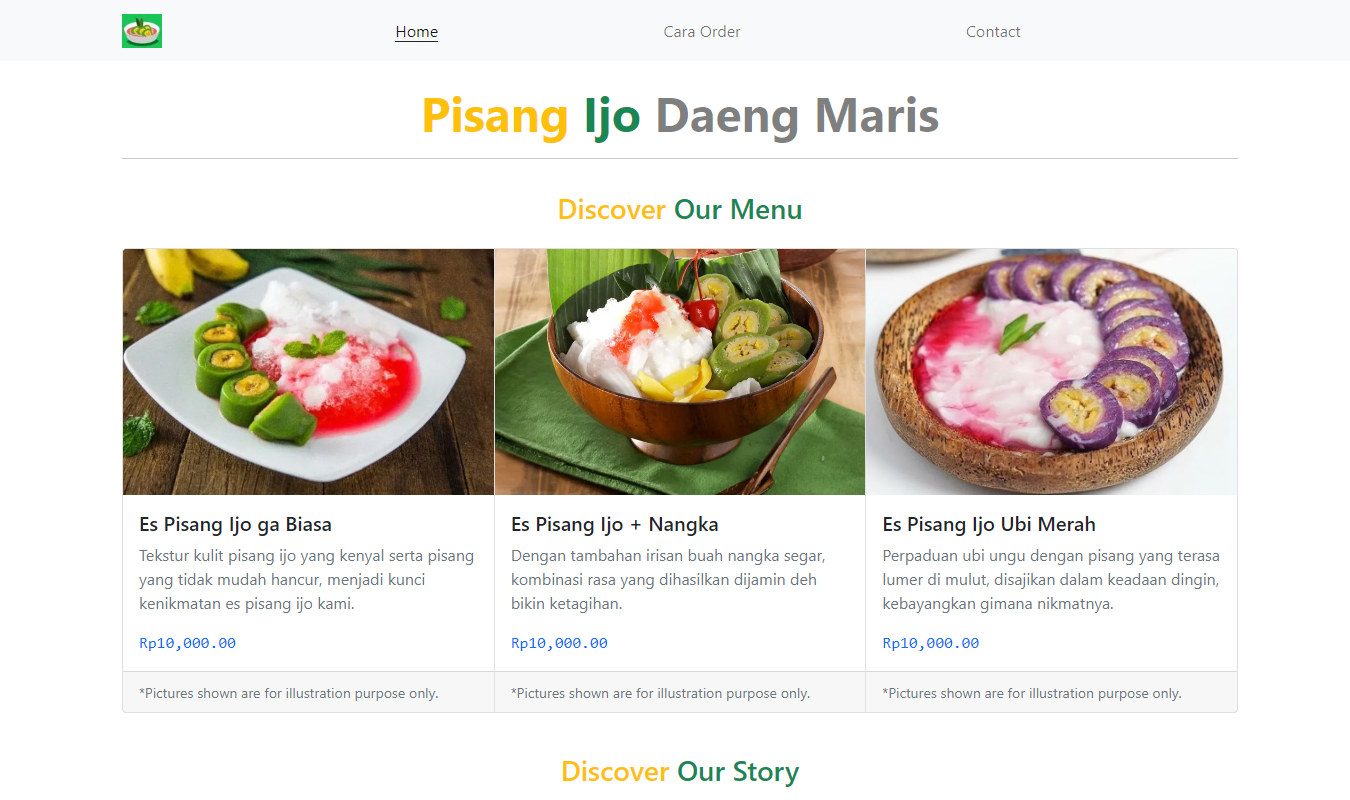 Home
Cara Order
Contact
Pisang Ijo Daeng Maris
Discover Our Menu
Es Pisang Ijo ga Biasa
Tekstur kulit pisang ijo yang kenyal serta pisang
yang tidak mudah hancur, menjadi kunci
kenikmatan es pisang ijo kami.
Rp10,000.00
*Pictures shown are for illustration purpose only.
Es Pisang Ijo + Nangka
Dengan tambahan irisan buah nangka segar,
kombinasi rasa yang dihasilkan dijamin deh
bikin ketagihan.
Rp10,000.00
*Pictures shown are for illustration purpose only.
Es Pisang Ijo Ubi Merah
Perpaduan ubi ungu dengan pisang yang terasa
lumer di mulut, disajikan dalam keadaan dingin,
kebayangkan gimana nikmatnya.
Rp10,000.00
*Pictures shown are for illustration purpose only.
Discover Our Story